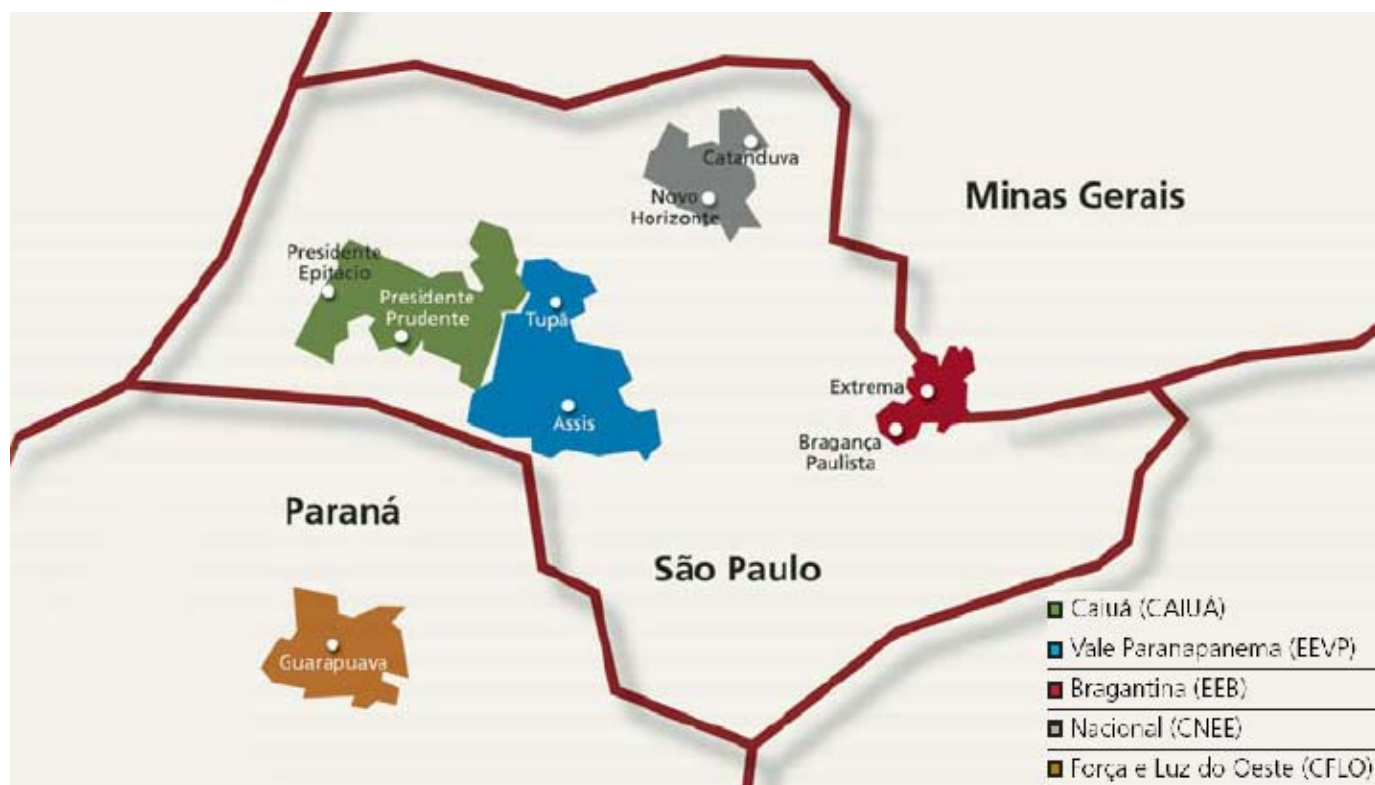 Catanduva
Novo
Horizonte
Minas Gerais
Presidente
Epitácio
Presidente
Prudente
Tupã
Extrema
Assis
Bragança
Paulista
Paraná
São Paulo
Guarapuava
Caiuá (CAIUÁ)
Vale Paranapanema (EEVP)
Bragantina (EEB)
Nacional (CNEE)
Força e Luz do Oeste (CFLO)